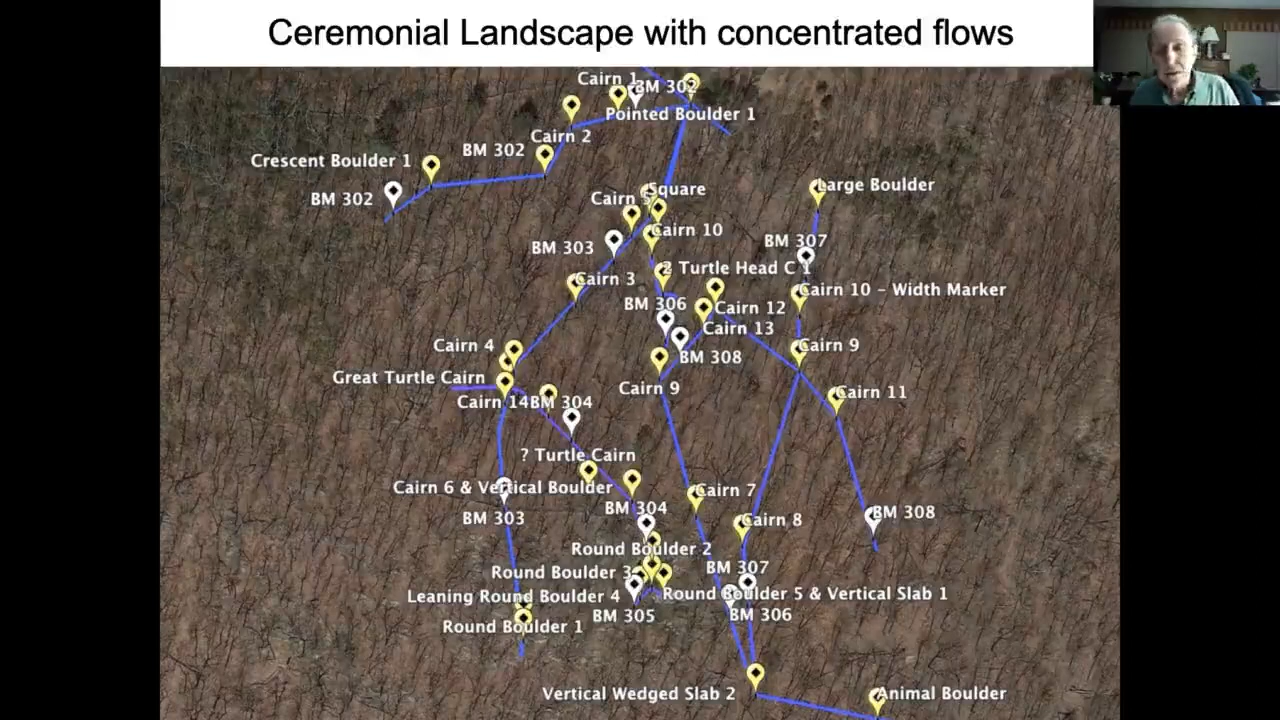 Ceremonial Landscape with concentrated flows
Cairn 1
BM 302
Pointed Boulder 1
Cairn 2
BM 302
Crescent Boulder 1
BM 302
Square
Large Boulder
Cairn 5
Cairn 10
BM 303
BM 307
2 Turtle Head C 1
Cairn 3
Cairn 10 - Width Marker
BM 306
Cairn 12
Cairn 13
Cairn 4
BM 308
Cairn 9
Great Turtle Cairn
Cairn 9
Cairn 11
Cairn 14
BM 304
? Turtle Cairn
Cairn 6 & Vertical Boulder
Cairn 7
BM 304
BM 303
Cairn 8
BM 308
Round Boulder 2
BM 307
Round Boulder 3
Leaning Round Boulder 4
Round Boulder 5 & Vertical Slab 1
BM 305
BM 306
Round Boulder 1
Vertical Wedged Slab 2
Animal Boulder